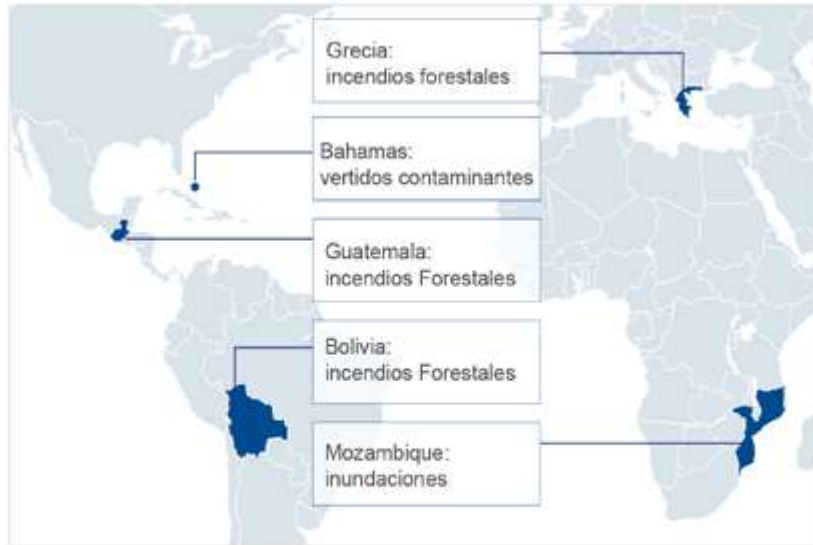 Grecia:
incendios forestales
Bahamas:
vertidos contaminantes
Guatemala:
incendios Forestales
Bolivia:
incendios Forestales
Mozambique:
inundaciones